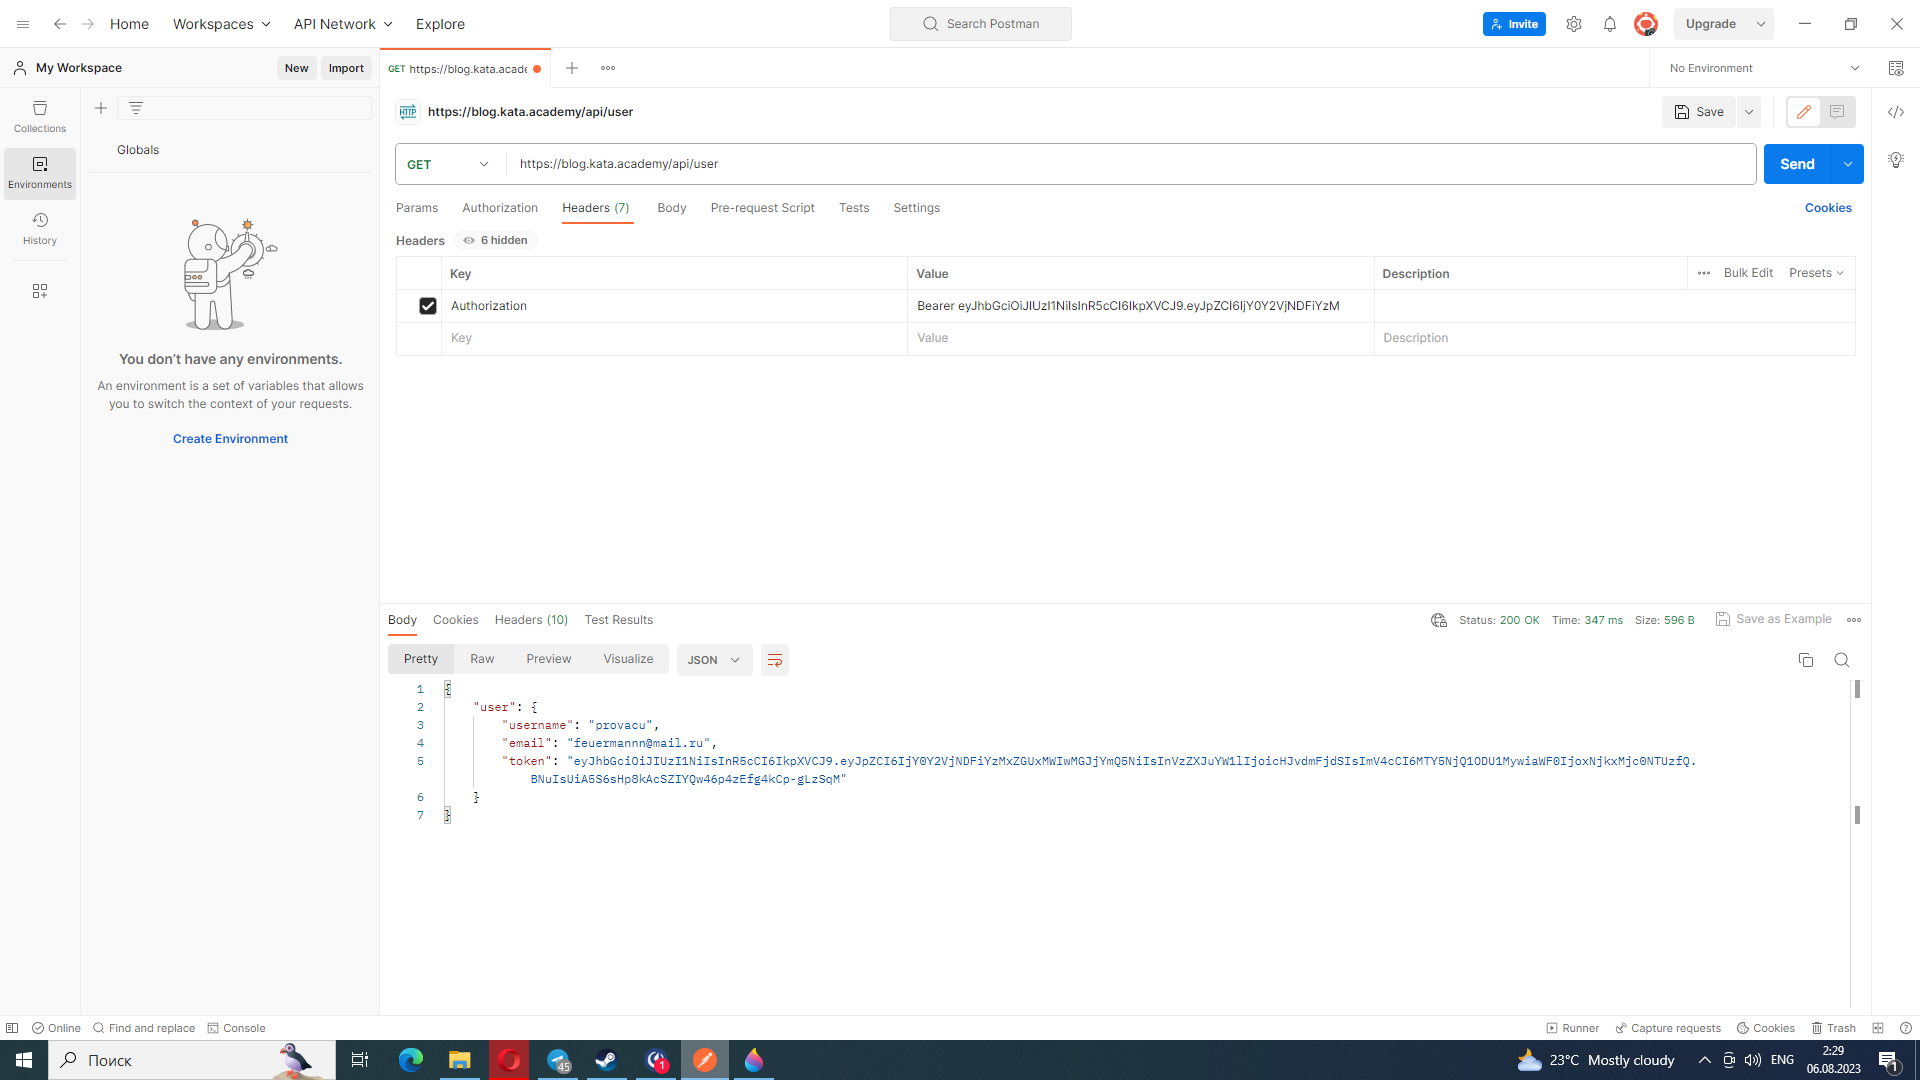 Home Workspaces API Network Explore Search Postman Invite Upgrade
My Workspace New Import GET https://blog.kata.acade No Environment
Collections
Environments
History
Globals
You don't have any environments.
An environment is a set of variables that allows
you to switch the context of your requests.
Create Environment
HTTP https://blog.kata.academy/api/user Save
GET https://blog.kata.academy/api/user Send
Params Authorization Headers (7) Body Pre-request Script Tests Settings Cookies
Headers 6 hidden
Key Value Description Bulk Edit Presets
Authorization Bearer eyJhbGciOiJIUzI1NiIsInR5cCI6IkpXVCJ9.eyJpZCI6IjY0Y2VjNDFiYzM
Key Value Description
Body Cookies Headers (10) Test Results Status: 200 OK Time: 347 ms Size: 596 B Save as Example
Pretty Raw Preview Visualize JSON
1 {
2 "user": {
3 "username": "provacu",
4 "email": "feuermannn@mail.ru",
5 "token": "eyJhbGciOiJIUzI1NiIsInR5cCI6IkpXVCJ9.eyJpZCI6IjY0Y2VjNDFiYzMxZGUxMWIwMGJjYmQ5NiIsInVzZXJuYW1lIjoicHJvdmFjdSIsImV4cCI6MTY5NjQ1ODU1MywiaWF0IjoxNjkxMjc0NTUzfQ.
BNuIsUiA5S6sHp8kAcSZIYQw46p4zEfg4kCp-gLzSqM"
6 }
7 }
Online Find and replace Console Runner Capture requests Cookies Trash
Поиск 45 1 23°C Mostly cloudy ENG 2:29
06.08.2023 1